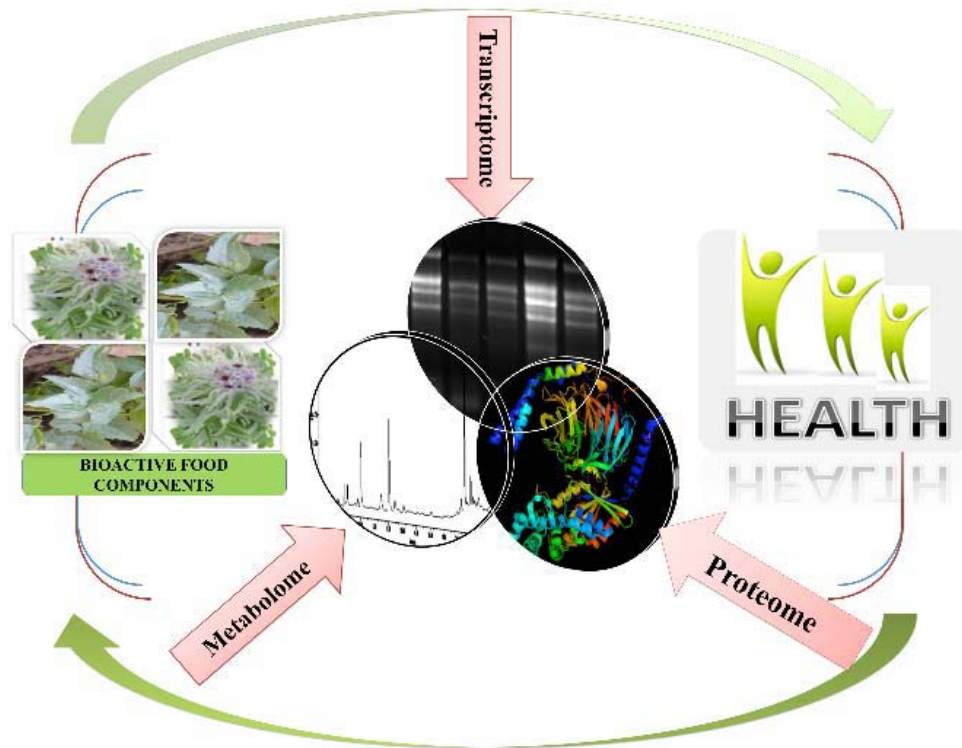 Transcriptome
BIOACTIVE FOOD
COMPONENTS
HEALTH
Metabolome
Proteome